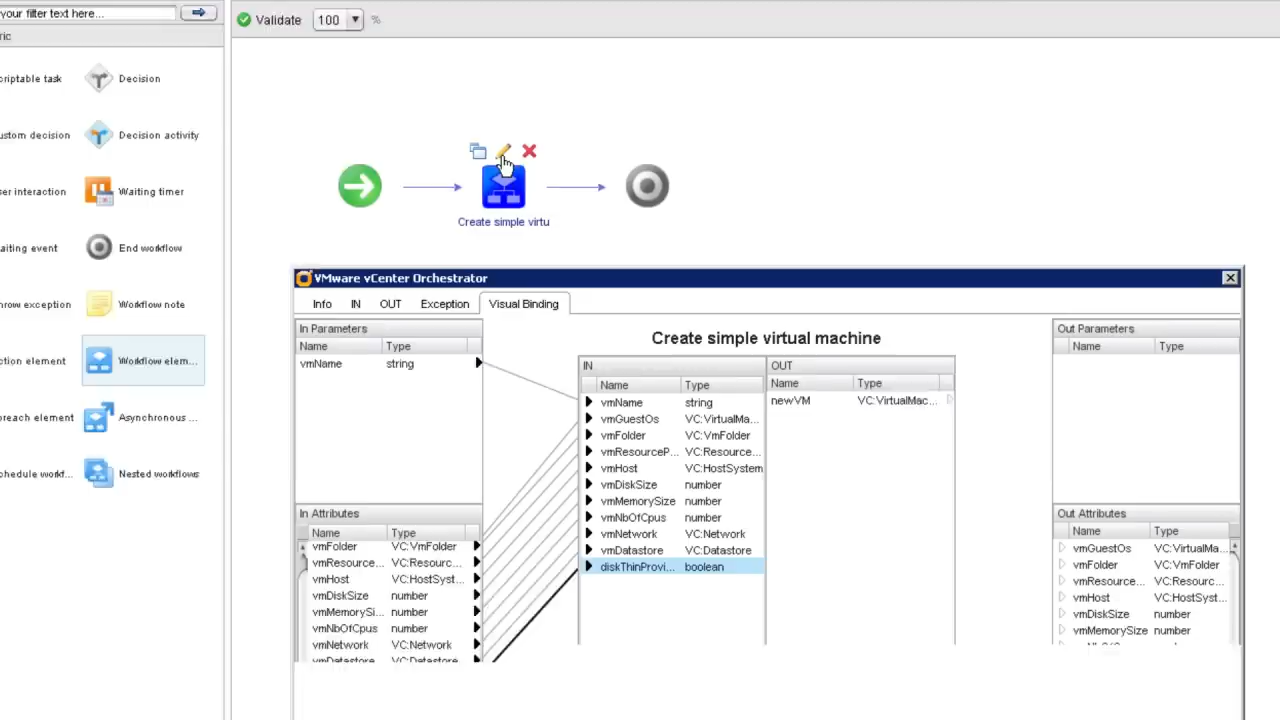 your filter text here...
Validate 100 %
ric
criptable task Decision
ustom decision Decision activity
ser interaction Waiting timer
aiting event End workflow
hrow exception Workflow note
ction element Workflow elem...
oreach element Asynchronous ...
chedule workf... Nested workflows
Create simple virtu
VMware vCenter Orchestrator
Info IN OUT Exception Visual Binding
In Parameters
Name Type
vmName string
In Attributes
Name Type
vmFolder VC:VmFolder
vmResource... VC:Resourc...
vmHost VC:HostSyst...
vmDiskSize number
vmMemorySi... number
vmNbOfCpus number
vmNetwork VC:Network
vmDatastore VC:Datastore
Create simple virtual machine
IN
Name Type
vmName string
vmGuestOs VC:VirtualMa...
vmFolder VC:VmFolder
vmResourceP... VC:Resource...
vmHost VC:HostSystem
vmDiskSize number
vmMemorySize number
vmNbOfCpus number
vmNetwork VC:Network
vmDatastore VC:Datastore
diskThinProvi... boolean
OUT
Name Type
newVM VC:VirtualMac...
Out Parameters
Name Type
Out Attributes
Name Type
vmGuestOs VC:VirtualMa...
vmFolder VC:VmFolder
vmResource... VC:Resourc...
vmHost VC:HostSyst...
vmDiskSize number
vmMemorySize number